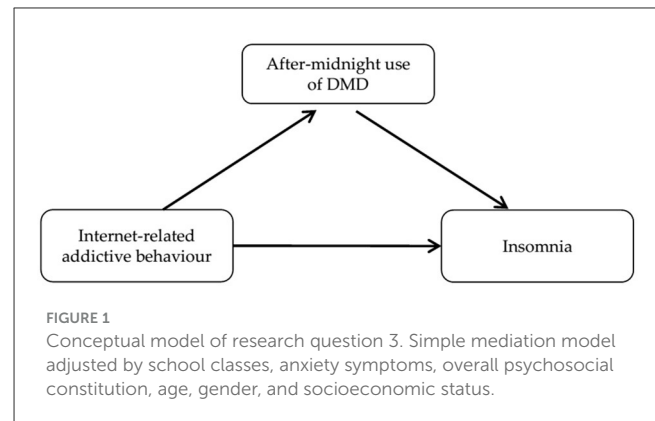 After-midnight use
of DMD
Internet-related
addictive behaviour
Insomnia
FIGURE 1
Conceptual model of research question 3. Simple mediation model
adjusted by school classes, anxiety symptoms, overall psychosocial
constitution, age, gender, and socioeconomic status.